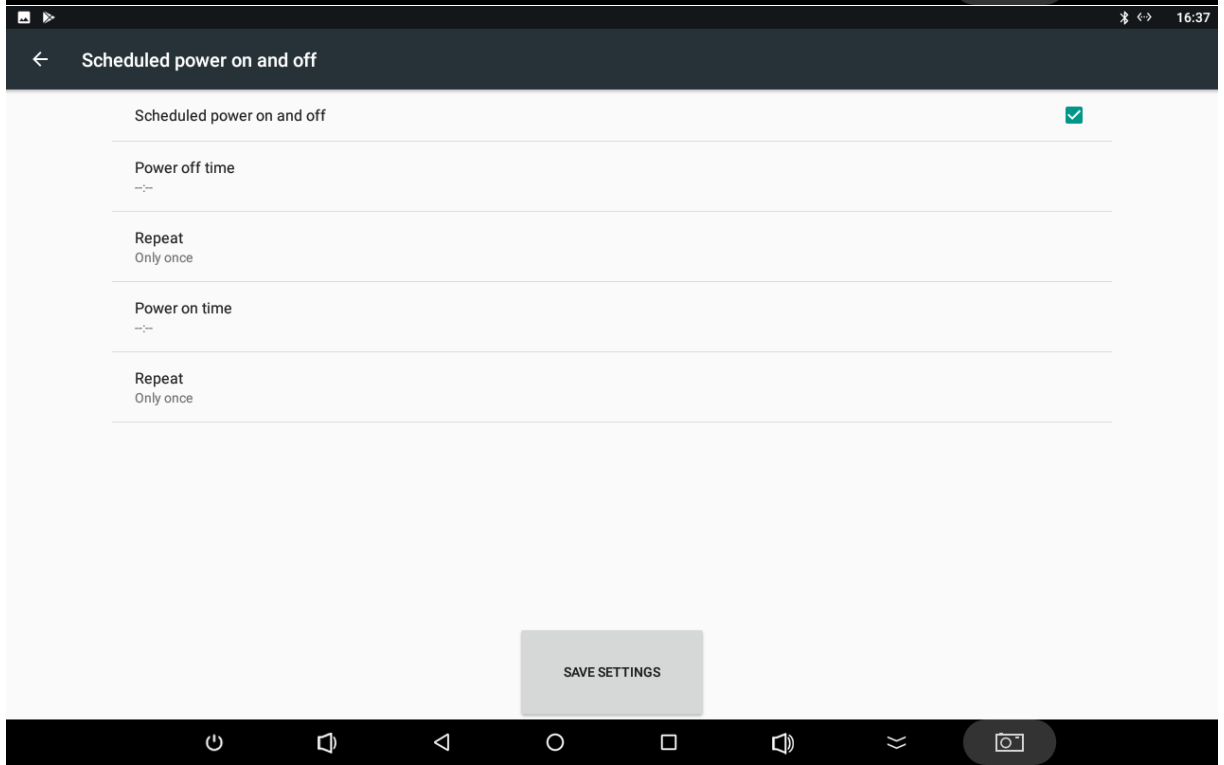 16:37
Scheduled power on and off
Scheduled power on and off
Power off time
--:--
Repeat
Only once
Power on time
--:--
Repeat
Only once
SAVE SETTINGS